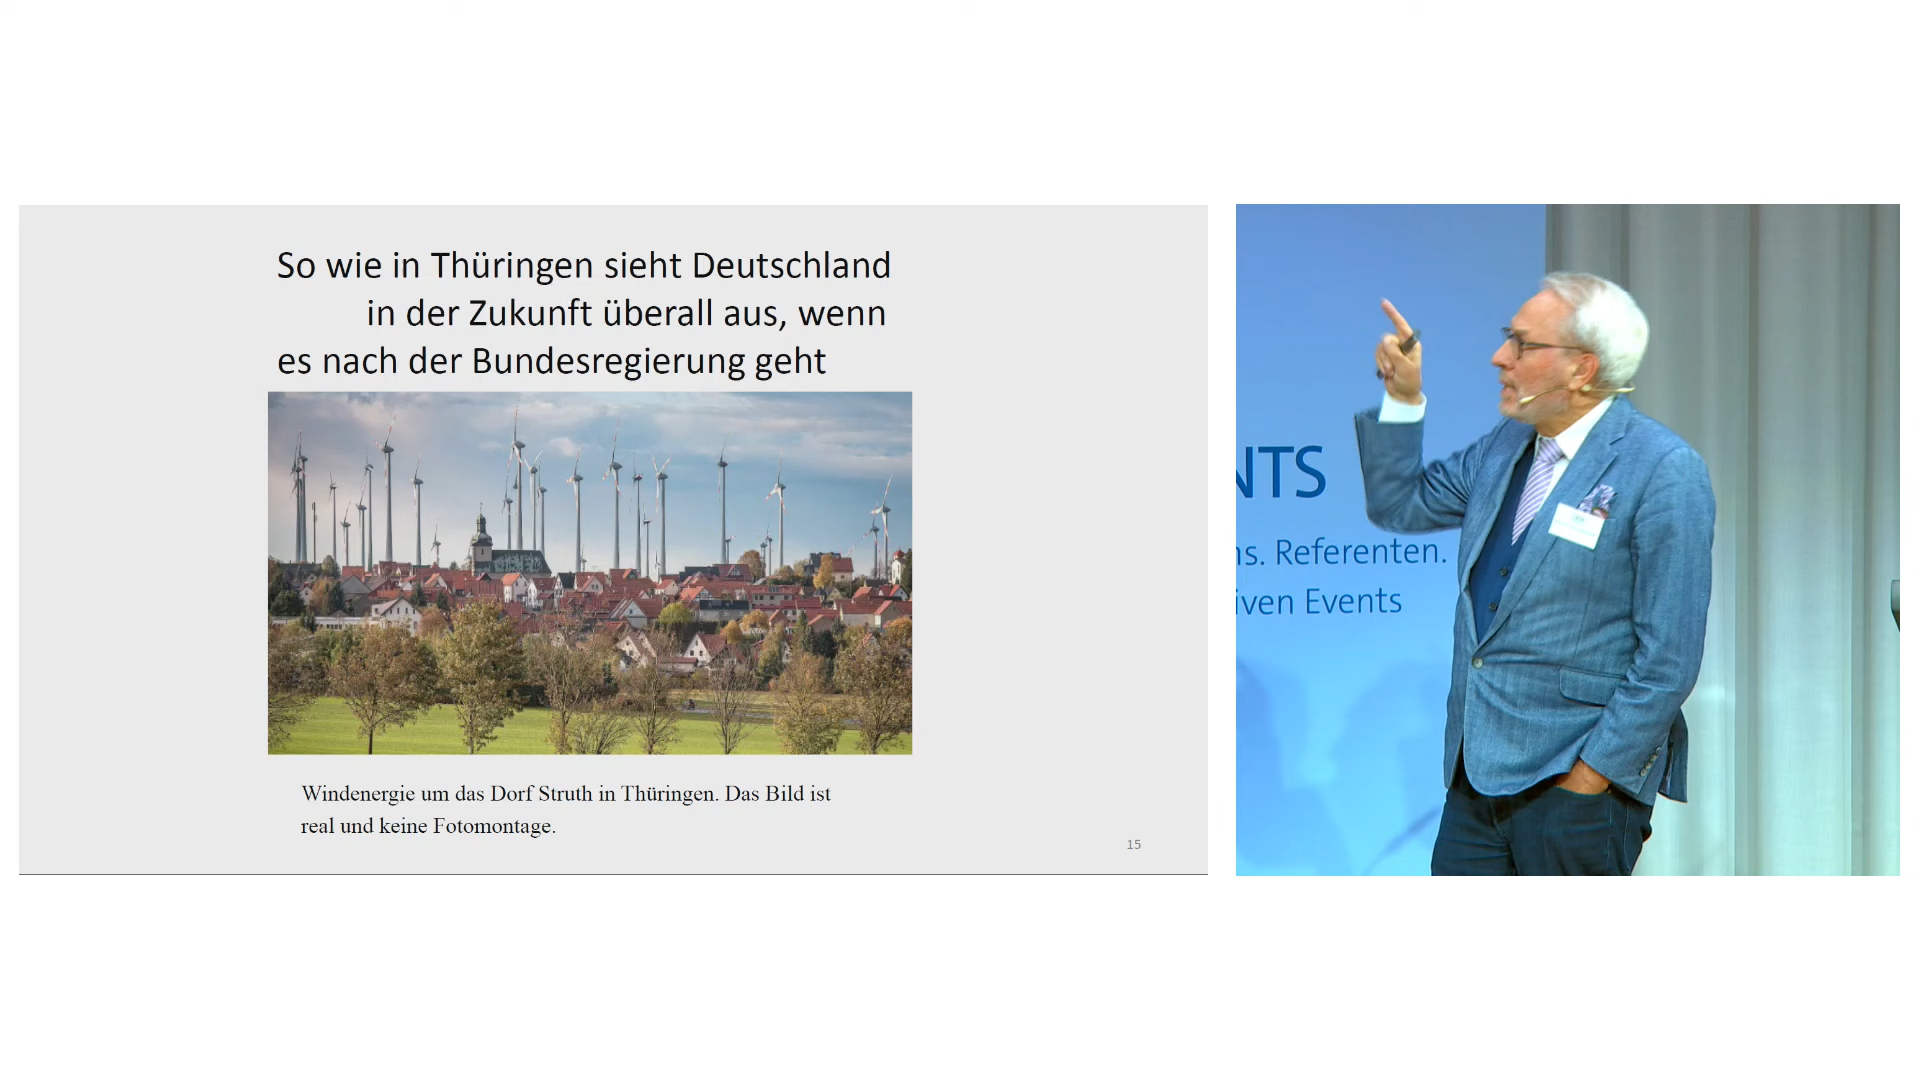 So wie in Thüringen sieht Deutschland
in der Zukunft überall aus, wenn
es nach der Bundesregierung geht
Windenergie um das Dorf Struth in Thüringen. Das Bild ist
real und keine Fotomontage.
15
NTS
ns. Referenten.
iven Events